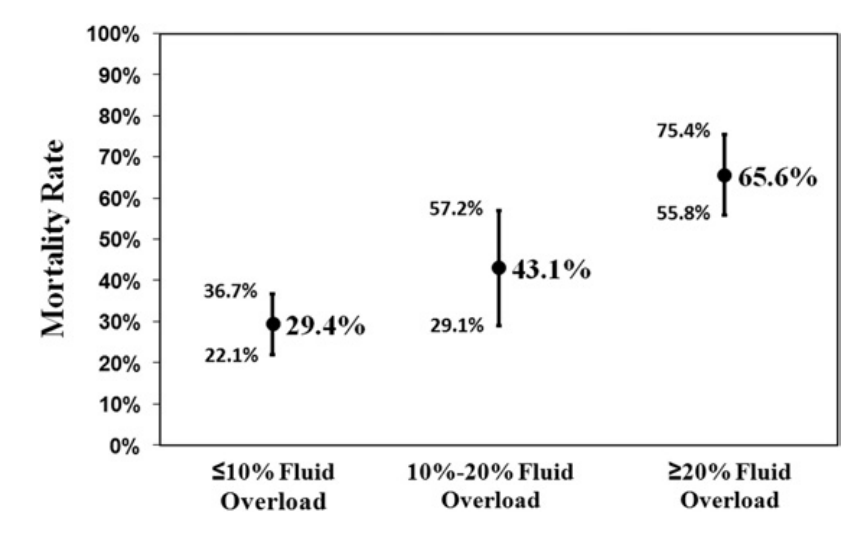 Mortality Rate
100%
90%
80%
70%
60%
50%
40%
30%
20%
10%
0%
36.7%
29.4%
22.1%
57.2%
43.1%
29.1%
75.4%
65.6%
55.8%
≤10% Fluid
Overload
10%-20% Fluid
Overload
≥20% Fluid
Overload